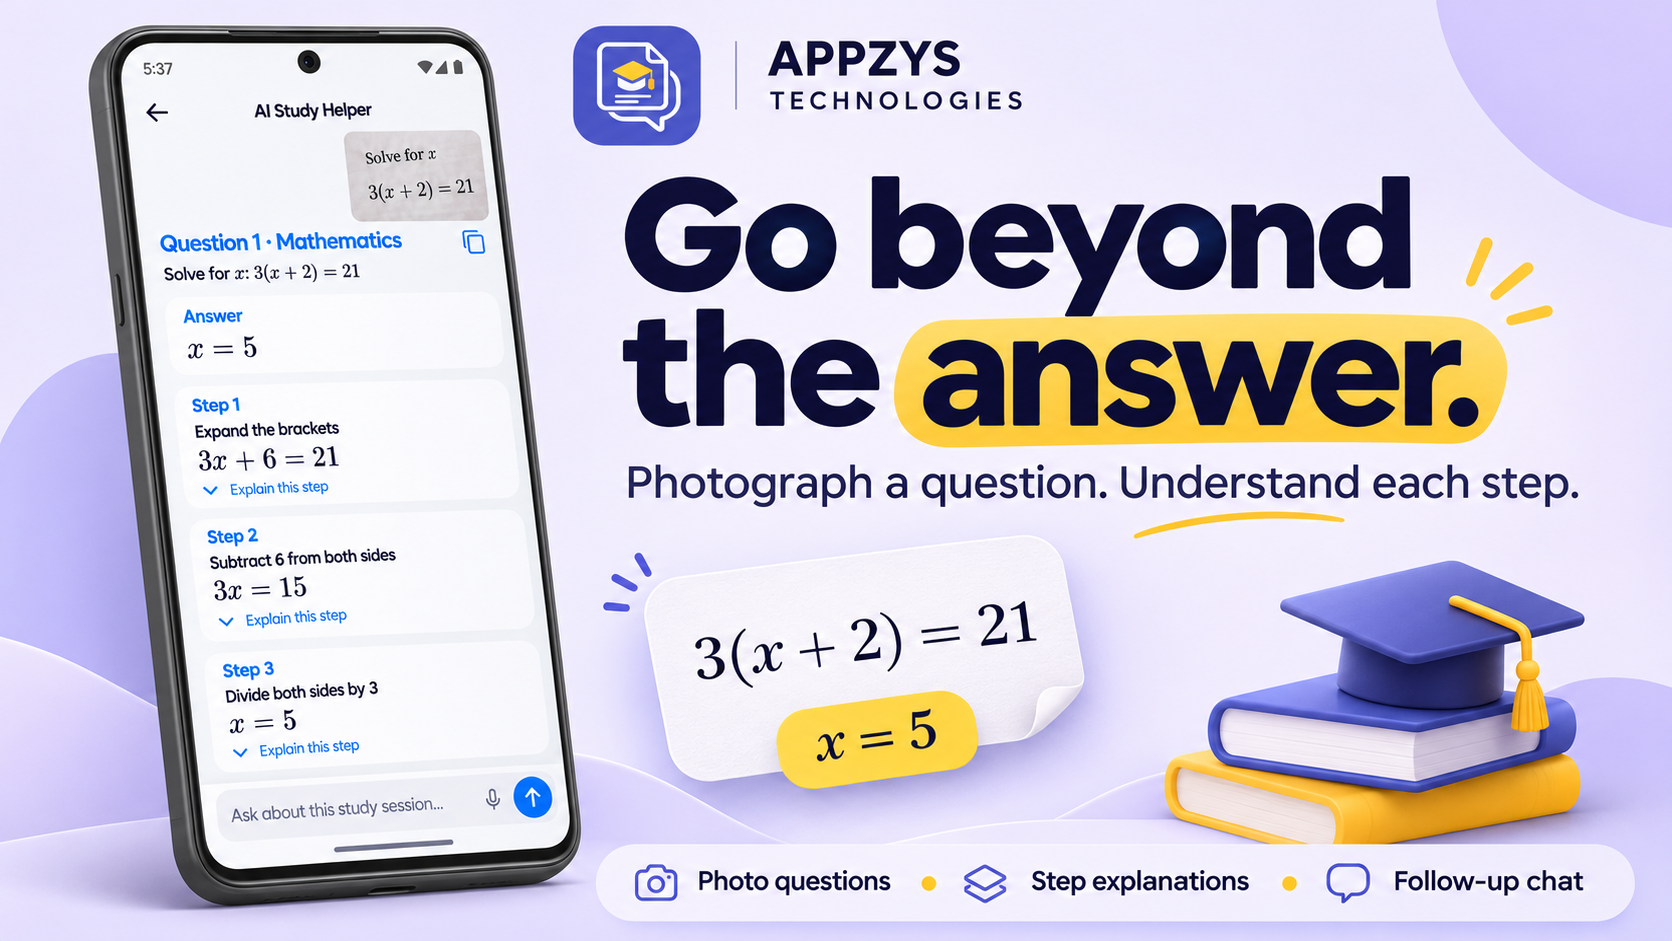 5:37
AI Study Helper
Solve for x
3(x + 2) = 21
Question 1 · Mathematics
Solve for x: 3(x + 2) = 21
Answer
x = 5
Step 1
Expand the brackets
3x + 6 = 21
Explain this step
Step 2
Subtract 6 from both sides
3x = 15
Explain this step
Step 3
Divide both sides by 3
x = 5
Explain this step
Ask about this study session...
APPZYS
TECHNOLOGIES
Go beyond
the answer.
Photograph a question. Understand each step.
3(x + 2) = 21
x = 5
Photo questions
Step explanations
Follow-up chat